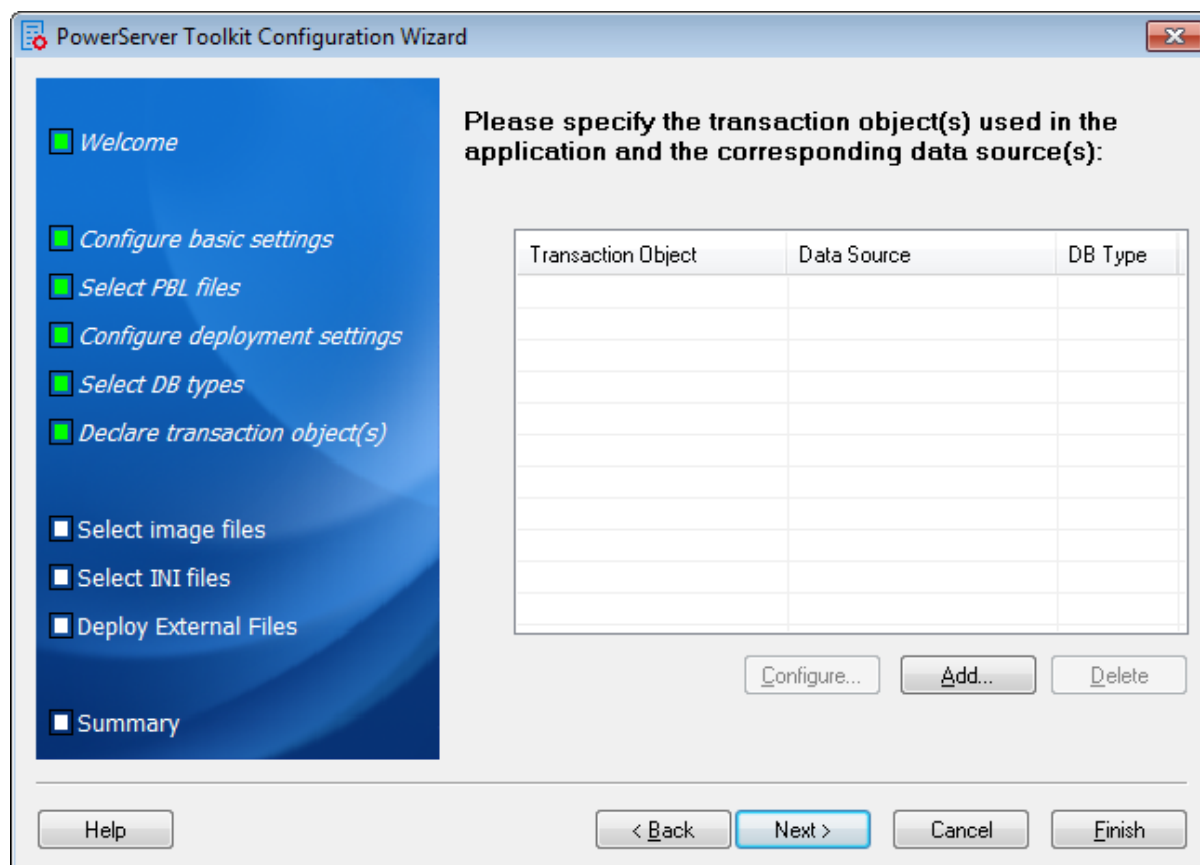 PowerServer Toolkit Configuration Wizard
Welcome
Configure basic settings
Select PBL files
Configure deployment settings
Select DB types
Declare transaction object(s)
Select image files
Select INI files
Deploy External Files
Summary
Please specify the transaction object(s) used in the
application and the corresponding data source(s):
Transaction Object Data Source DB Type
Configure... Add... Delete
Help < Back Next > Cancel Finish